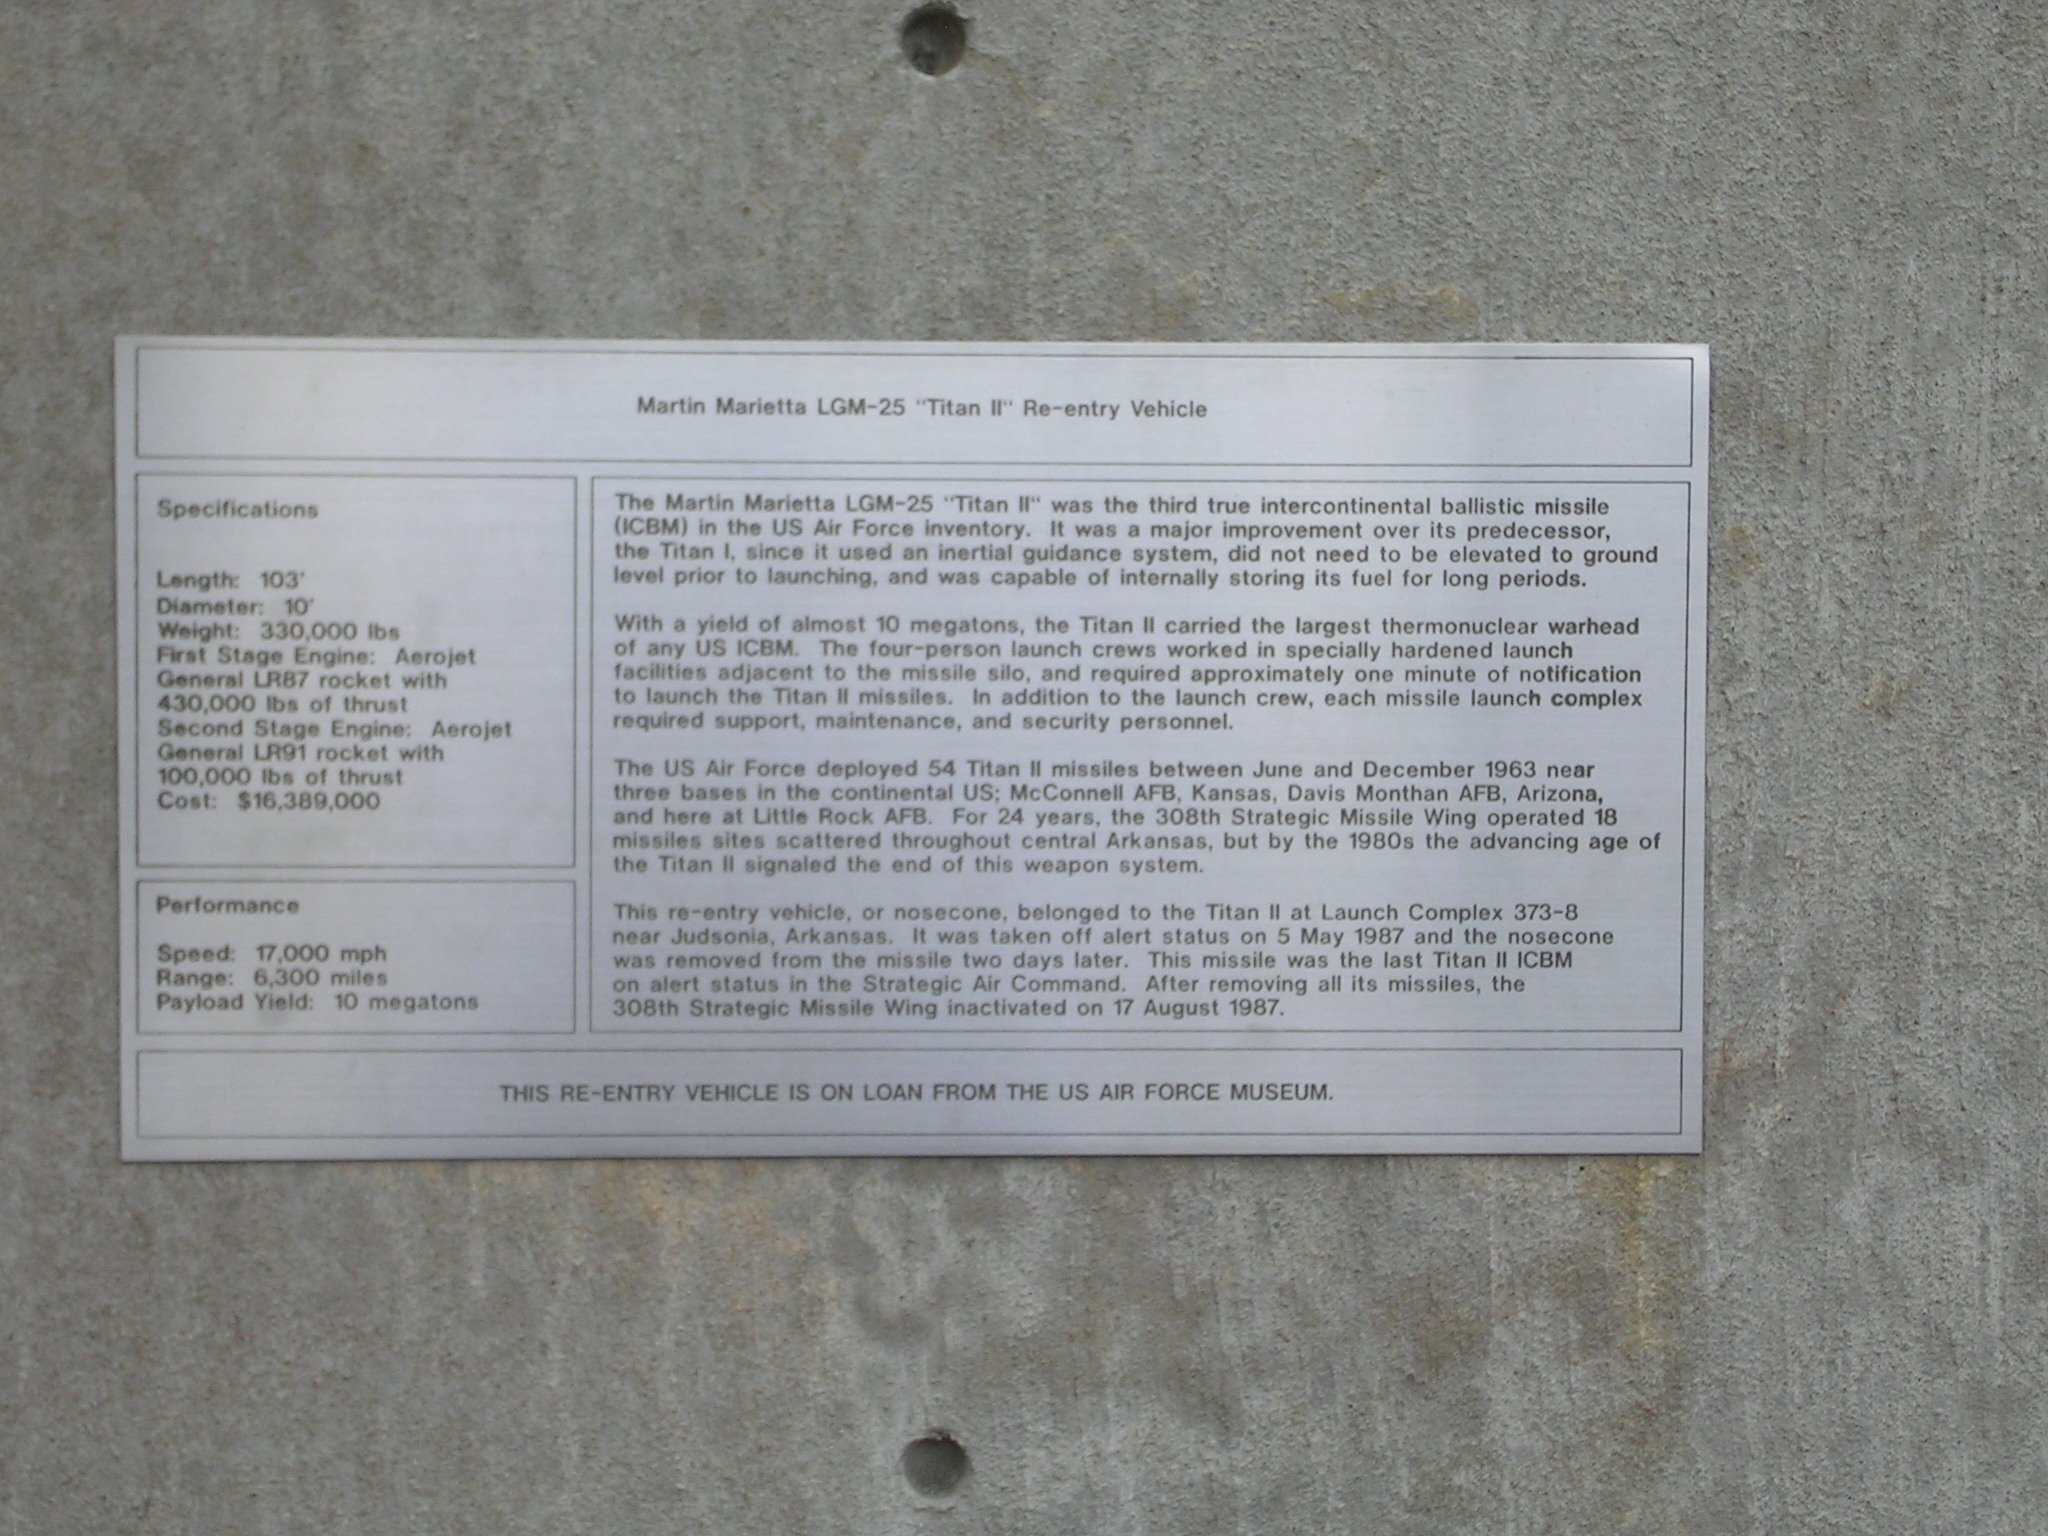 Martin Marietta LGM-25 "Titan II" Re-entry Vehicle
Specifications
Length: 103'
Diameter: 10'
Weight: 330,000 lbs
First Stage Engine: Aerojet
General LR87 rocket with
430,000 lbs of thrust
Second Stage Engine: Aerojet
General LR91 rocket with
100,000 lbs of thrust
Cost: $16,389,000
Performance
Speed: 17,000 mph
Range: 6,300 miles
Payload Yield: 10 megatons
The Martin Marietta LGM-25 "Titan II" was the third true intercontinental ballistic missile
(ICBM) in the US Air Force inventory. It was a major improvement over its predecessor,
the Titan I, since it used an inertial guidance system, did not need to be elevated to ground
level prior to launching, and was capable of internally storing its fuel for long periods.
With a yield of almost 10 megatons, the Titan II carried the largest thermonuclear warhead
of any US ICBM. The four-person launch crews worked in specially hardened launch
facilities adjacent to the missile silo, and required approximately one minute of notification
to launch the Titan II missiles. In addition to the launch crew, each missile launch complex
required support, maintenance, and security personnel.
The US Air Force deployed 54 Titan II missiles between June and December 1963 near
three bases in the continental US; McConnell AFB, Kansas, Davis Monthan AFB, Arizona,
and here at Little Rock AFB. For 24 years, the 308th Strategic Missile Wing operated 18
missiles sites scattered throughout central Arkansas, but by the 1980s the advancing age of
the Titan II signaled the end of this weapon system.
This re-entry vehicle, or nosecone, belonged to the Titan II at Launch Complex 373-8
near Judsonia, Arkansas. It was taken off alert status on 5 May 1987 and the nosecone
was removed from the missile two days later. This missile was the last Titan II ICBM
on alert status in the Strategic Air Command. After removing all its missiles, the
308th Strategic Missile Wing inactivated on 17 August 1987.
THIS RE-ENTRY VEHICLE IS ON LOAN FROM THE US AIR FORCE MUSEUM.